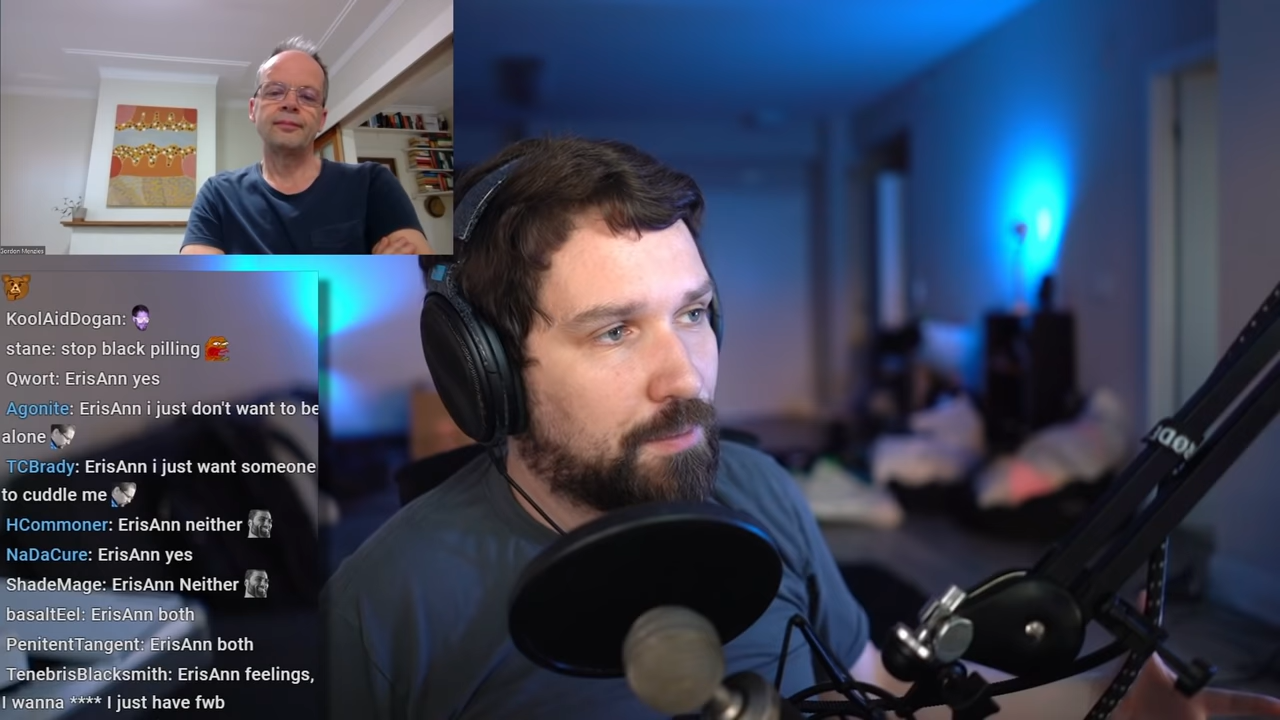 Gordon Menzies
KoolAidDogan:
stane: stop black pilling
Qwort: ErisAnn yes
Agonite: ErisAnn i just don't want to be
alone
TCBrady: ErisAnn i just want someone
to cuddle me
HCommoner: ErisAnn neither
NaDaCure: ErisAnn yes
ShadeMage: ErisAnn Neither
basaltEel: ErisAnn both
PenitentTangent: ErisAnn both
TenebrisBlacksmith: ErisAnn feelings,
I wanna **** I just have fwb